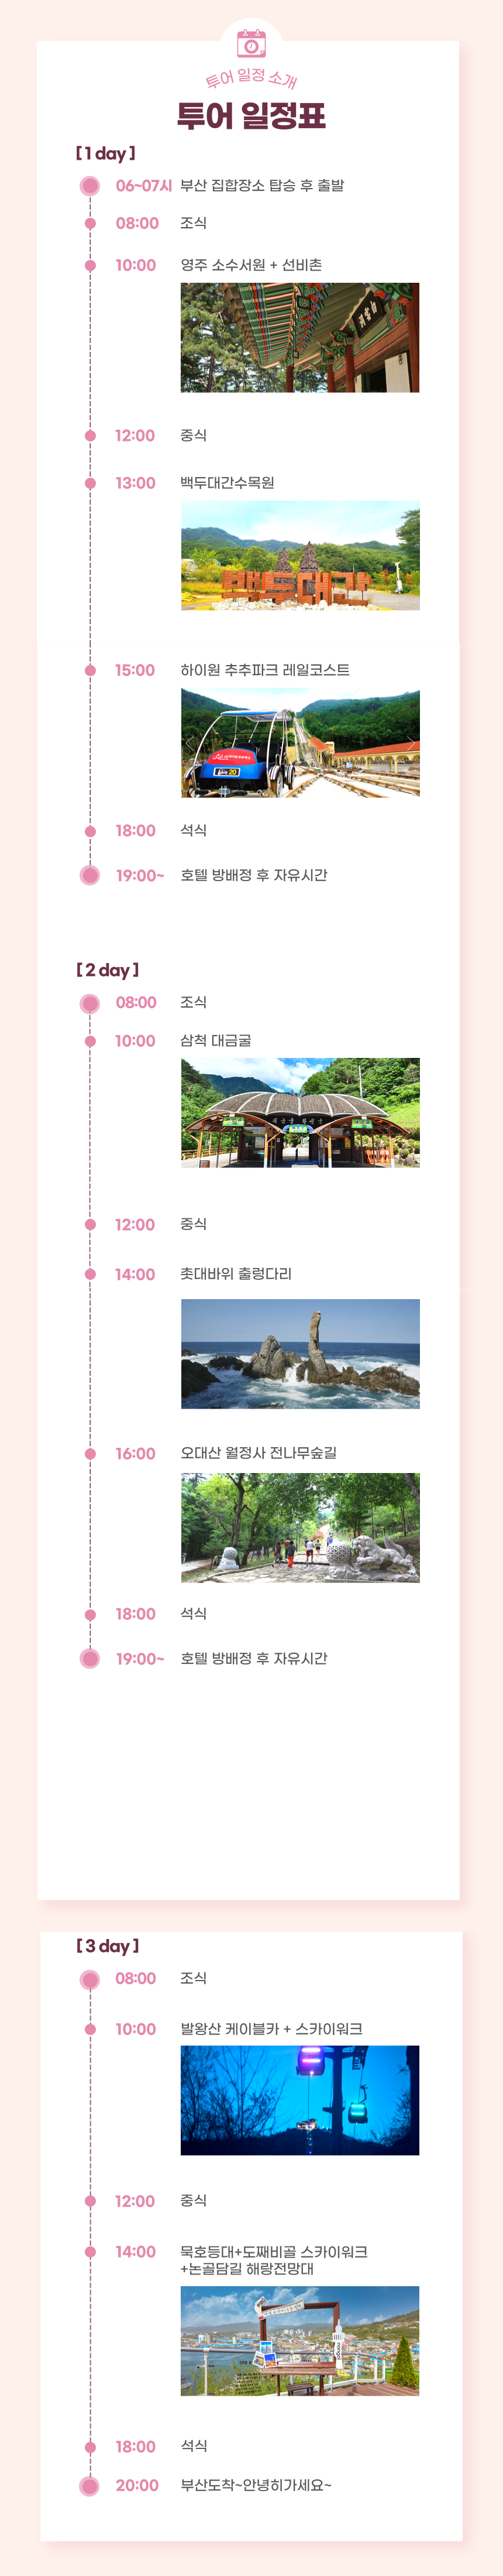 투어 일정 소개
투어 일정표
[ 1 day ]
06~07시 부산 집합장소 탑승 후 출발
08:00 조식
10:00 영주 소수서원 + 선비촌
12:00 중식
13:00 백두대간수목원
백두대간
15:00 하이원 추추파크 레일코스트
20
18:00 석식
19:00~ 호텔 방배정 후 자유시간
[ 2 day ]
08:00 조식
10:00 삼척 대금굴
12:00 중식
14:00 촛대바위 출렁다리
16:00 오대산 월정사 전나무숲길
18:00 석식
19:00~ 호텔 방배정 후 자유시간
[ 3 day ]
08:00 조식
10:00 발왕산 케이블카 + 스카이워크
12:00 중식
14:00 묵호등대+도째비골 스카이워크
+논골담길 해랑전망대
18:00 석식
20:00 부산도착~안녕히가세요~